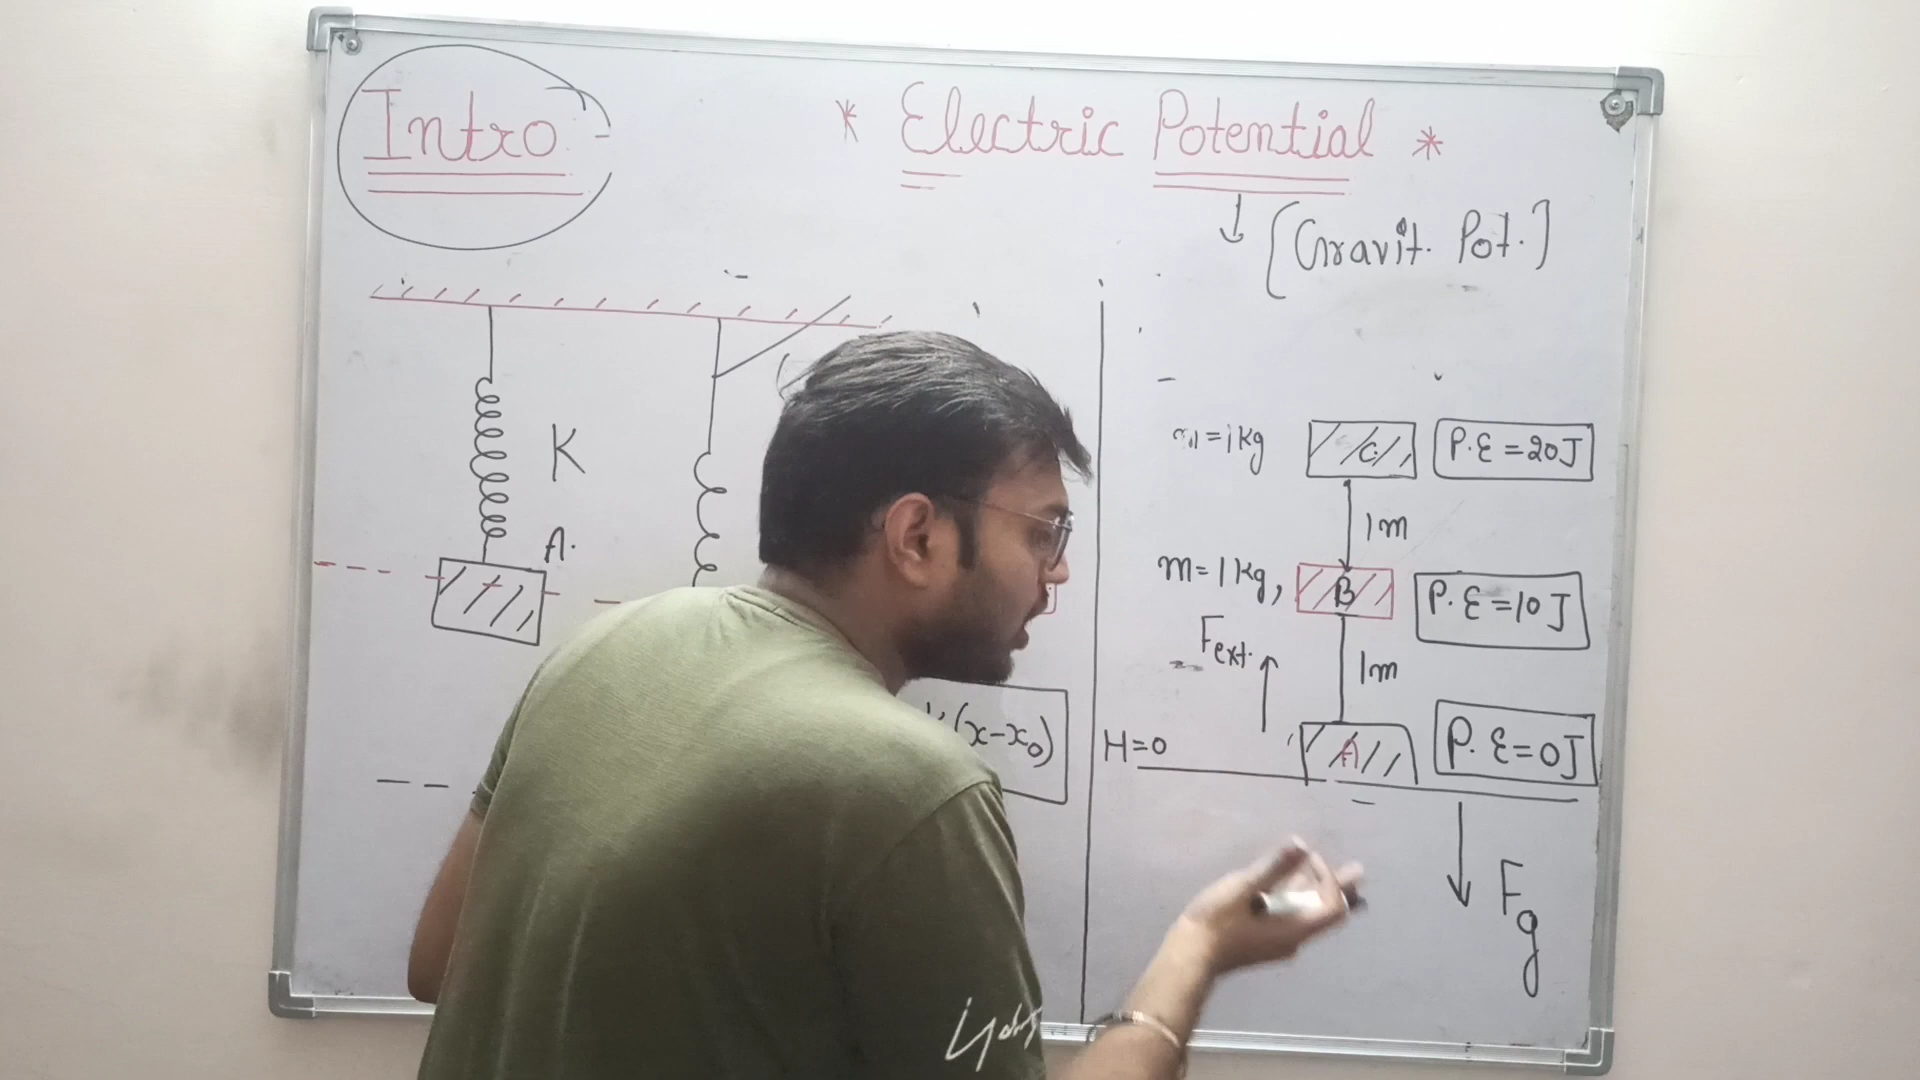 Intro
* Electric Potential *
↓ [Gravit. Pot.]
K
A.
(x-x₀)
m=1kg
C
P.E=20J
1m
m=1kg,
B
P.E=10J
Fext.
1m
H=0
A
P.E=0J
Fg